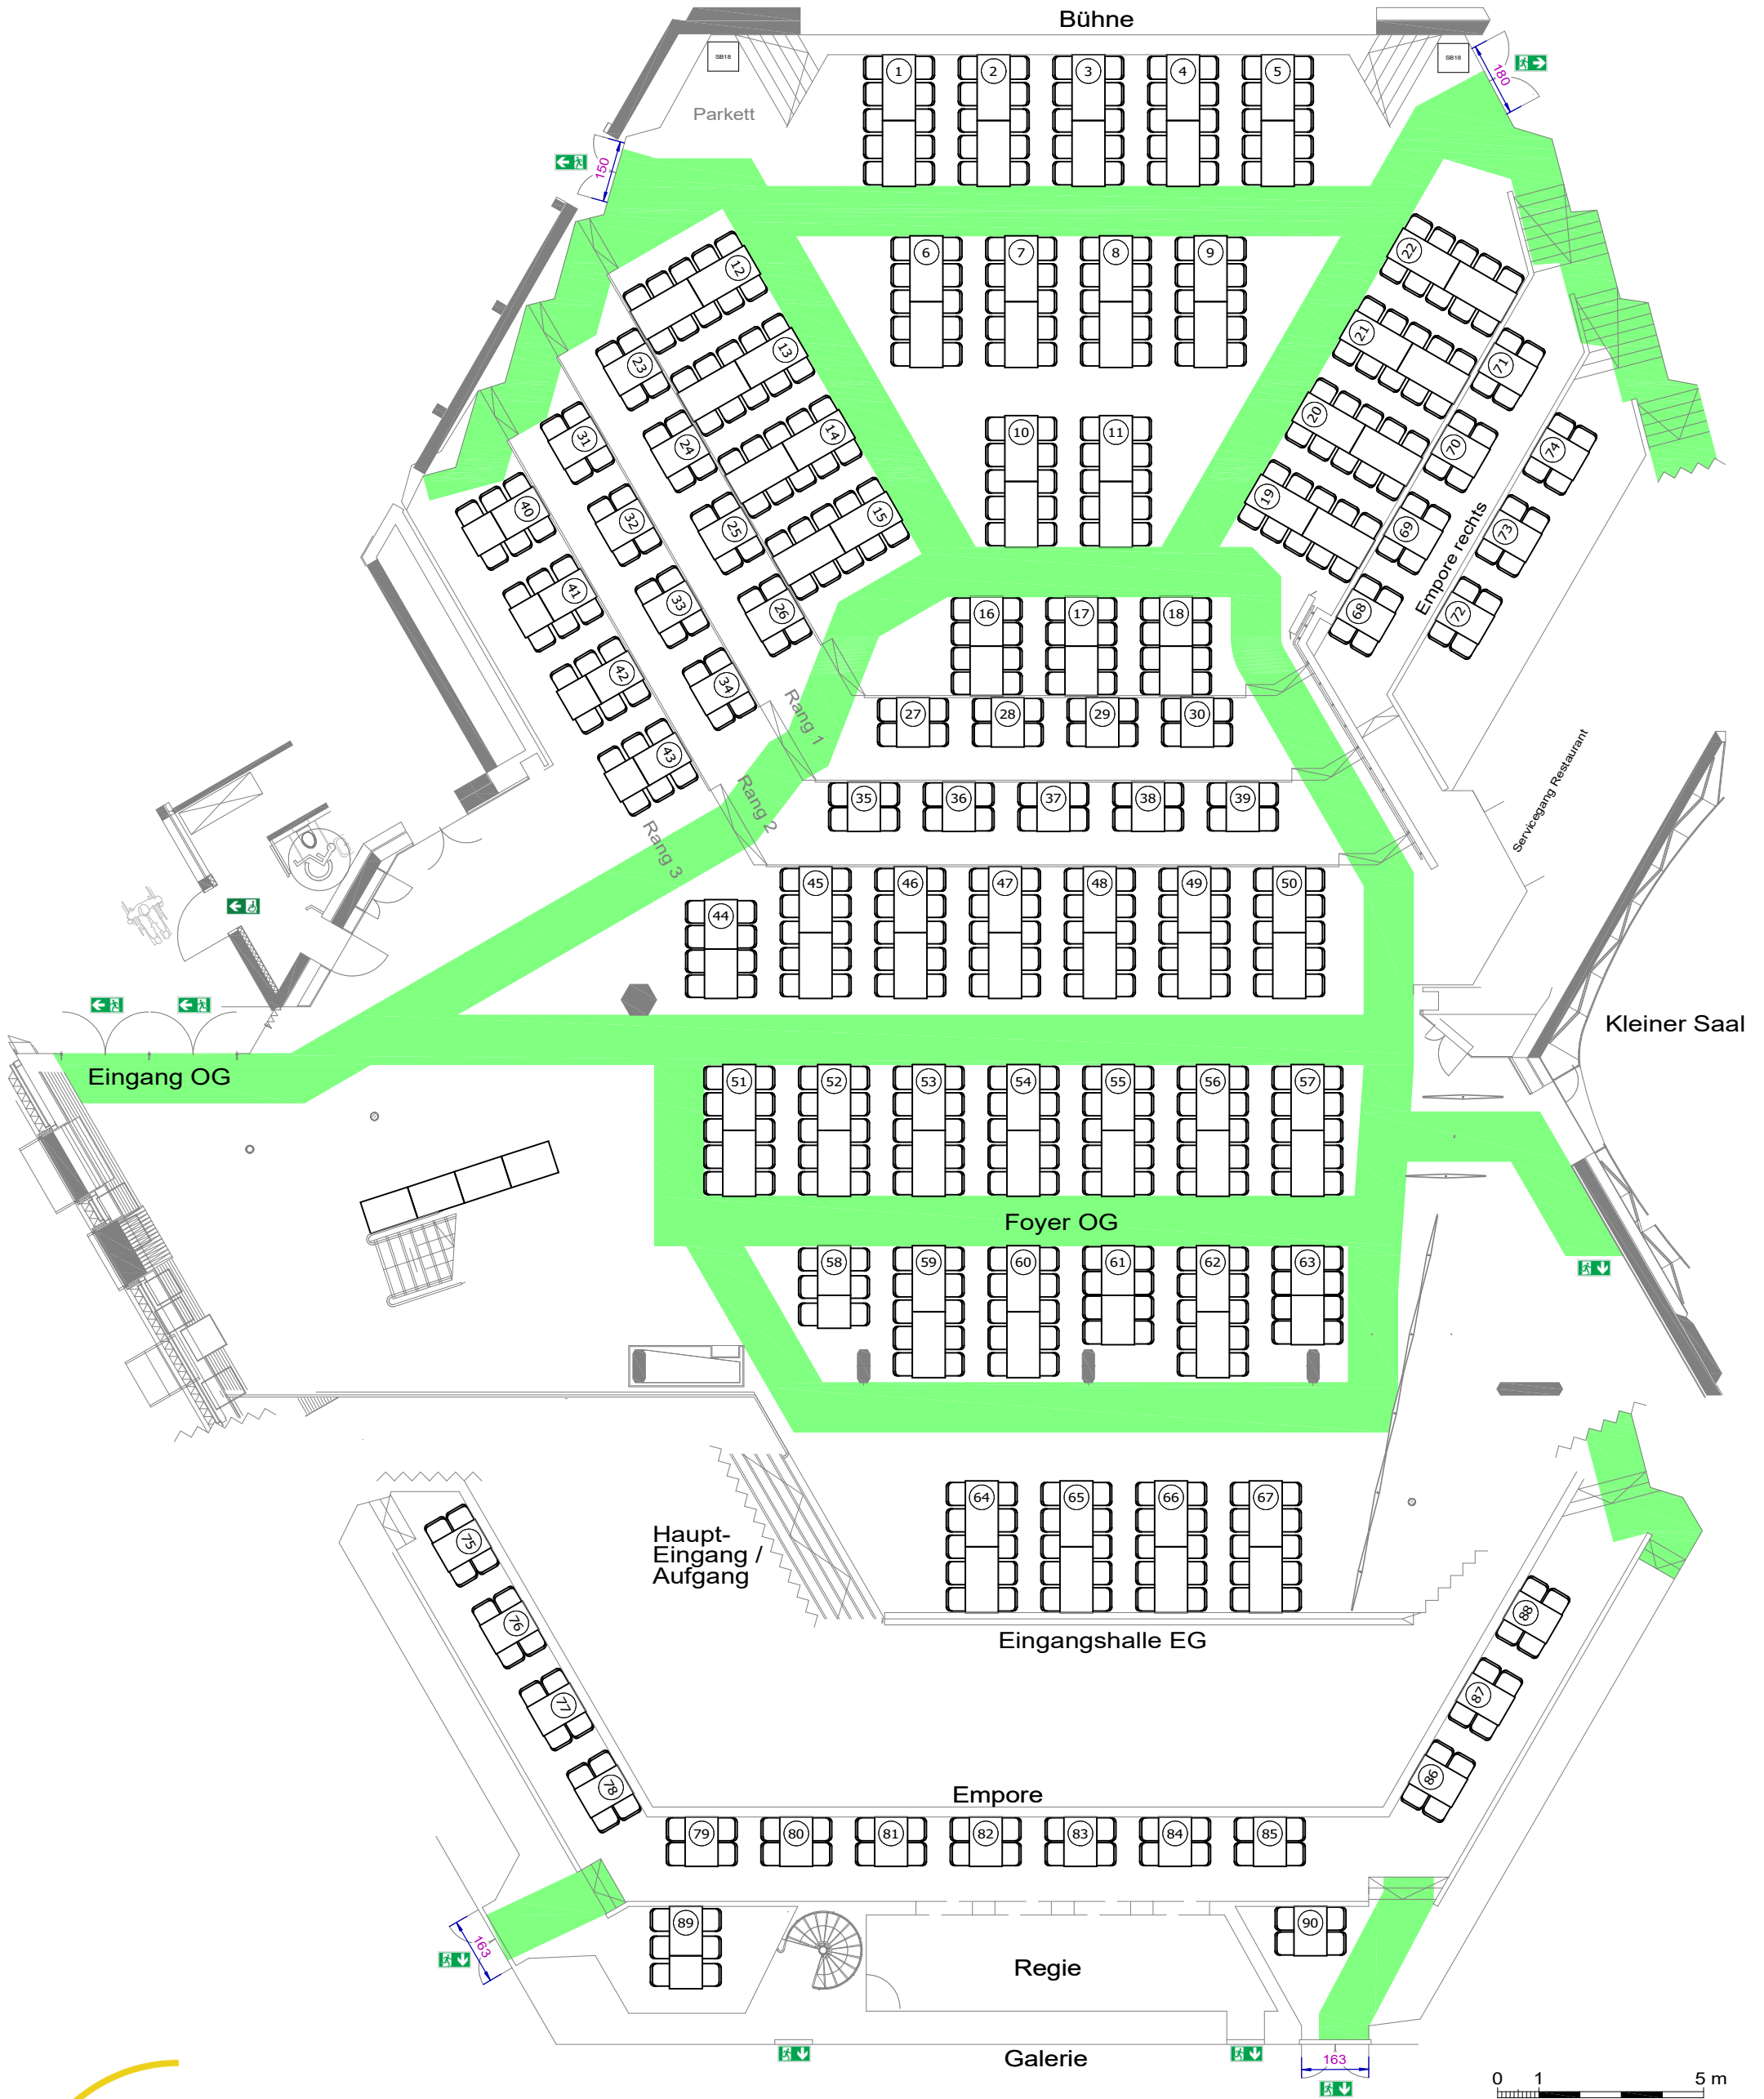 Bühne
SB18
SB18
1 2 3 4 5
180
Parkett
150
6 7 8 9
12
22
13
21
23
71
14
20
24
70
31
10 11
74
15
19
25
69
32
40
73
Empore rechts
26
68
33
41
72
16 17 18
34
42
Rang 1
27 28 29 30
43
Rang 2
35 36 37 38 39
Servicegang Restaurant
Rang 3
45 46 47 48 49 50
44
Kleiner Saal
Eingang OG
51 52 53 54 55 56 57
Foyer OG
58 59 60 61 62 63
64 65 66 67
Haupt-
Eingang /
Aufgang
75
76
88
Eingangshalle EG
77
87
78
86
Empore
79 80 81 82 83 84 85
89
90
163
Regie
Galerie
163
0 1 5 m